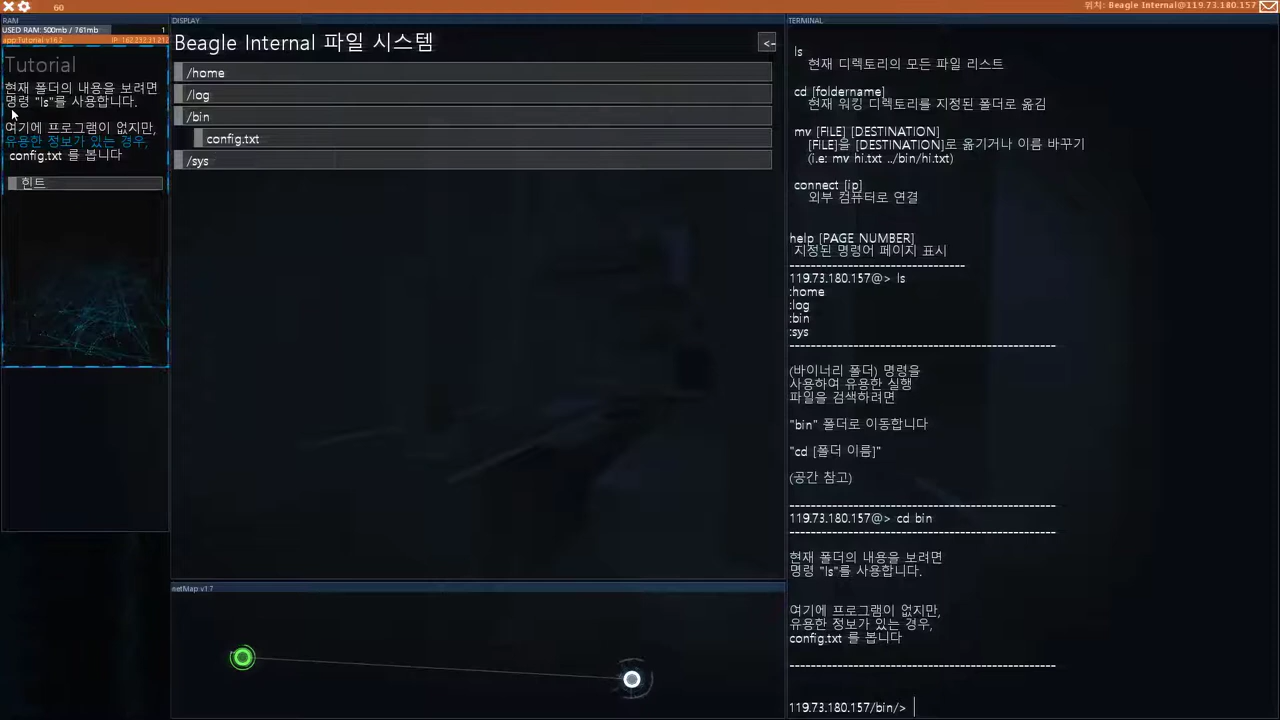 60
위치: Beagle Internal@119.73.180.157
RAM
USED RAM: 500mb / 761mb
1
app:Tutorial v16.2
Tutorial
현재 폴더의 내용을 보려면
명령 "ls"를 사용합니다.
여기에 프로그램이 없지만,
유용한 정보가 있는 경우,
config.txt 를 봅니다
힌트
DISPLAY
Beagle Internal 파일 시스템
<-
/home
/log
/bin
config.txt
/sys
netMap v1.7
TERMINAL
ls
현재 디렉토리의 모든 파일 리스트
cd [foldername]
현재 워킹 디렉토리를 지정된 폴더로 옮김
mv [FILE] [DESTINATION]
[FILE]을 [DESTINATION]로 옮기거나 이름 바꾸기
(i.e: mv hi.txt ../bin/hi.txt)
connect [ip]
외부 컴퓨터로 연결
help [PAGE NUMBER]
지정된 명령어 페이지 표시
---------------------------------
119.73.180.157@> ls
:home
:log
:bin
:sys
--------------------------------------------------
(바이너리 폴더) 명령을
사용하여 유용한 실행
파일을 검색하려면
"bin" 폴더로 이동합니다
"cd [폴더 이름]"
(공간 참고)
--------------------------------------------------
119.73.180.157@> cd bin
--------------------------------------------------
현재 폴더의 내용을 보려면
명령 "ls"를 사용합니다.
여기에 프로그램이 없지만,
유용한 정보가 있는 경우,
config.txt 를 봅니다
--------------------------------------------------
119.73.180.157/bin/>